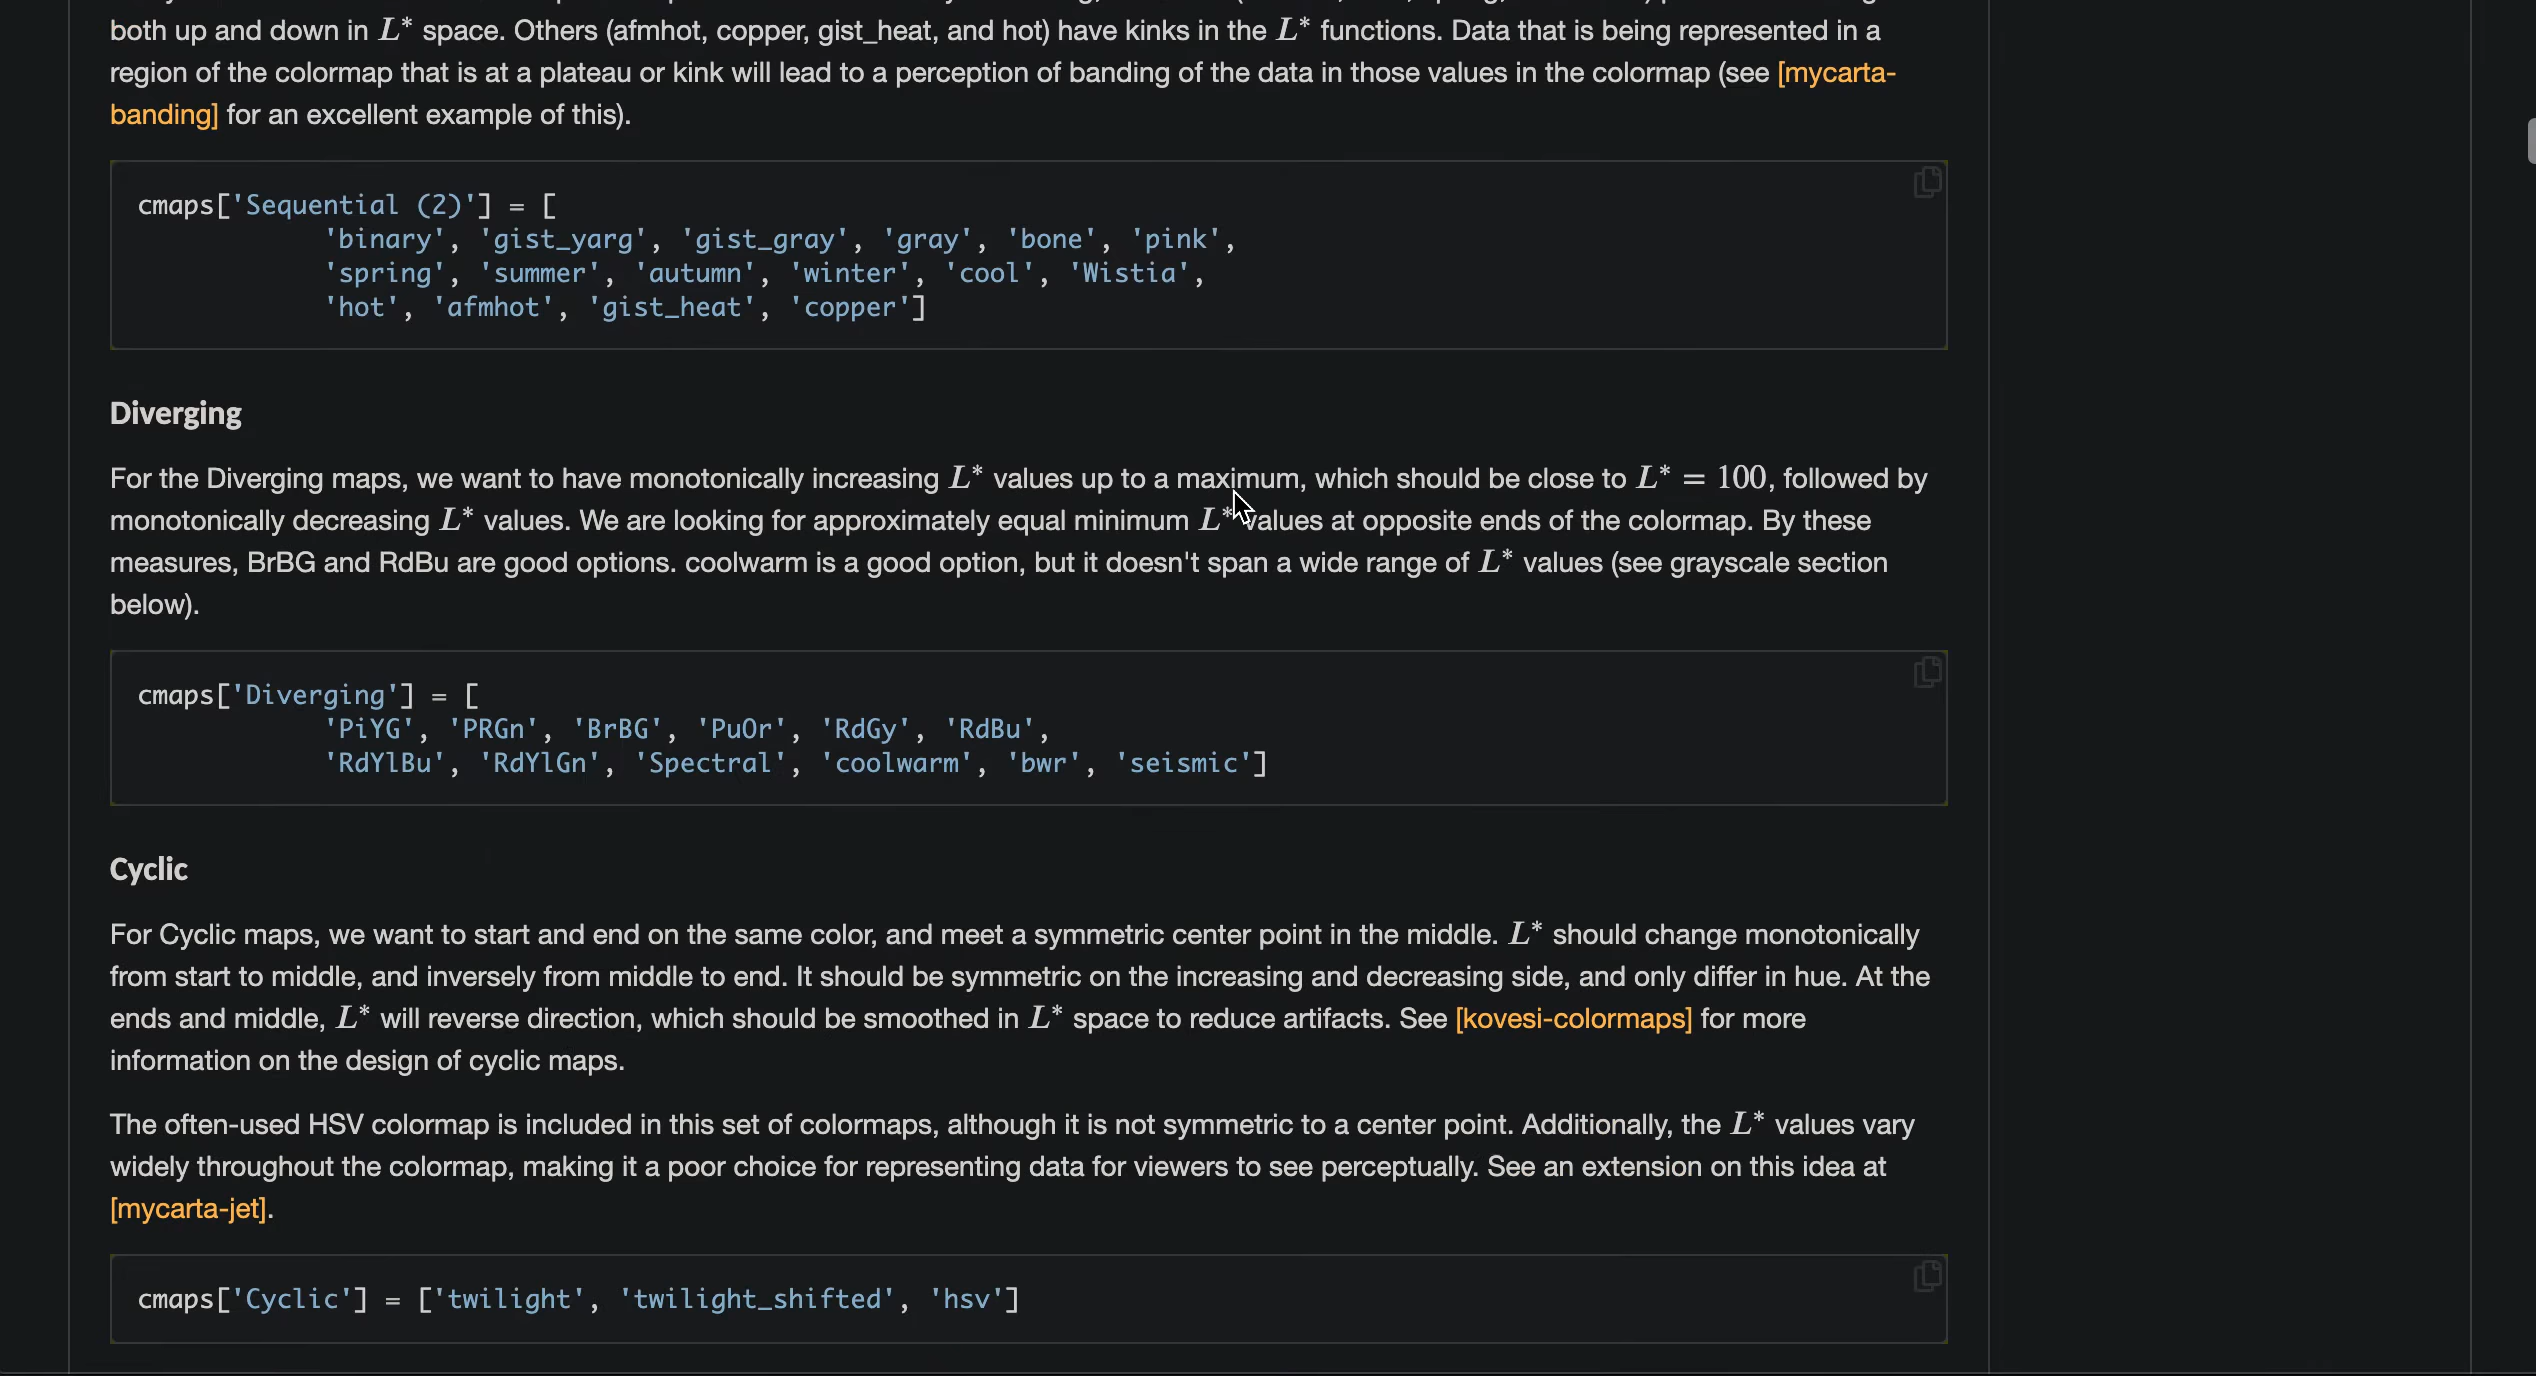 both up and down in L* space. Others (afmhot, copper, gist_heat, and hot) have kinks in the L* functions. Data that is being represented in a
region of the colormap that is at a plateau or kink will lead to a perception of banding of the data in those values in the colormap (see [mycarta-
banding] for an excellent example of this).
cmaps['Sequential (2)'] = [
            'binary', 'gist_yarg', 'gist_gray', 'gray', 'bone', 'pink',
            'spring', 'summer', 'autumn', 'winter', 'cool', 'Wistia',
            'hot', 'afmhot', 'gist_heat', 'copper']
Diverging
For the Diverging maps, we want to have monotonically increasing L* values up to a maximum, which should be close to L* = 100, followed by
monotonically decreasing L* values. We are looking for approximately equal minimum L* values at opposite ends of the colormap. By these
measures, BrBG and RdBu are good options. coolwarm is a good option, but it doesn't span a wide range of L* values (see grayscale section
below).
cmaps['Diverging'] = [
            'PiYG', 'PRGn', 'BrBG', 'PuOr', 'RdGy', 'RdBu',
            'RdYlBu', 'RdYlGn', 'Spectral', 'coolwarm', 'bwr', 'seismic']
Cyclic
For Cyclic maps, we want to start and end on the same color, and meet a symmetric center point in the middle. L* should change monotonically
from start to middle, and inversely from middle to end. It should be symmetric on the increasing and decreasing side, and only differ in hue. At the
ends and middle, L* will reverse direction, which should be smoothed in L* space to reduce artifacts. See [kovesi-colormaps] for more
information on the design of cyclic maps.
The often-used HSV colormap is included in this set of colormaps, although it is not symmetric to a center point. Additionally, the L* values vary
widely throughout the colormap, making it a poor choice for representing data for viewers to see perceptually. See an extension on this idea at
[mycarta-jet].
cmaps['Cyclic'] = ['twilight', 'twilight_shifted', 'hsv']